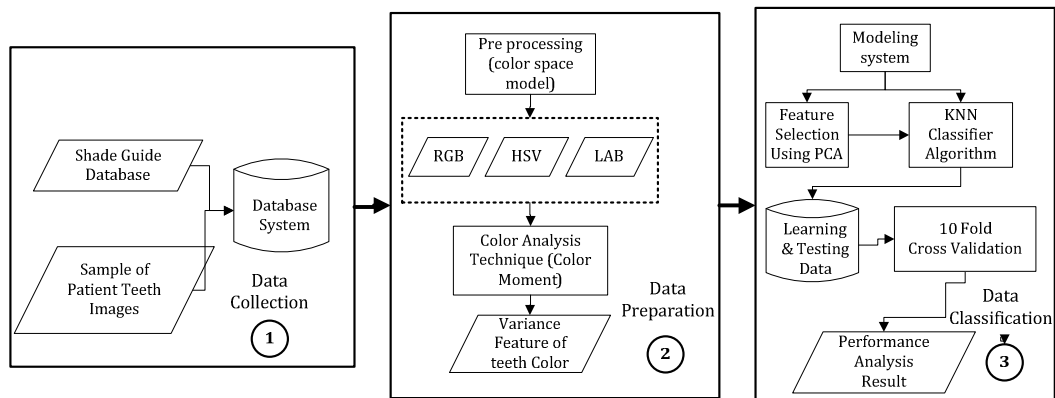 Shade Guide
Database
Sample of
Patient Teeth
Images
Database
System
Data
Collection
1
Pre processing
(color space
model)
RGB
HSV
LAB
Color Analysis
Technique (Color
Moment)
Variance
Feature of
teeth Color
Data
Preparation
2
Modeling
system
Feature
Selection
Using PCA
KNN
Classifier
Algorithm
Learning
& Testing
Data
10 Fold
Cross Validation
Performance
Analysis
Result
Data
Classification
3